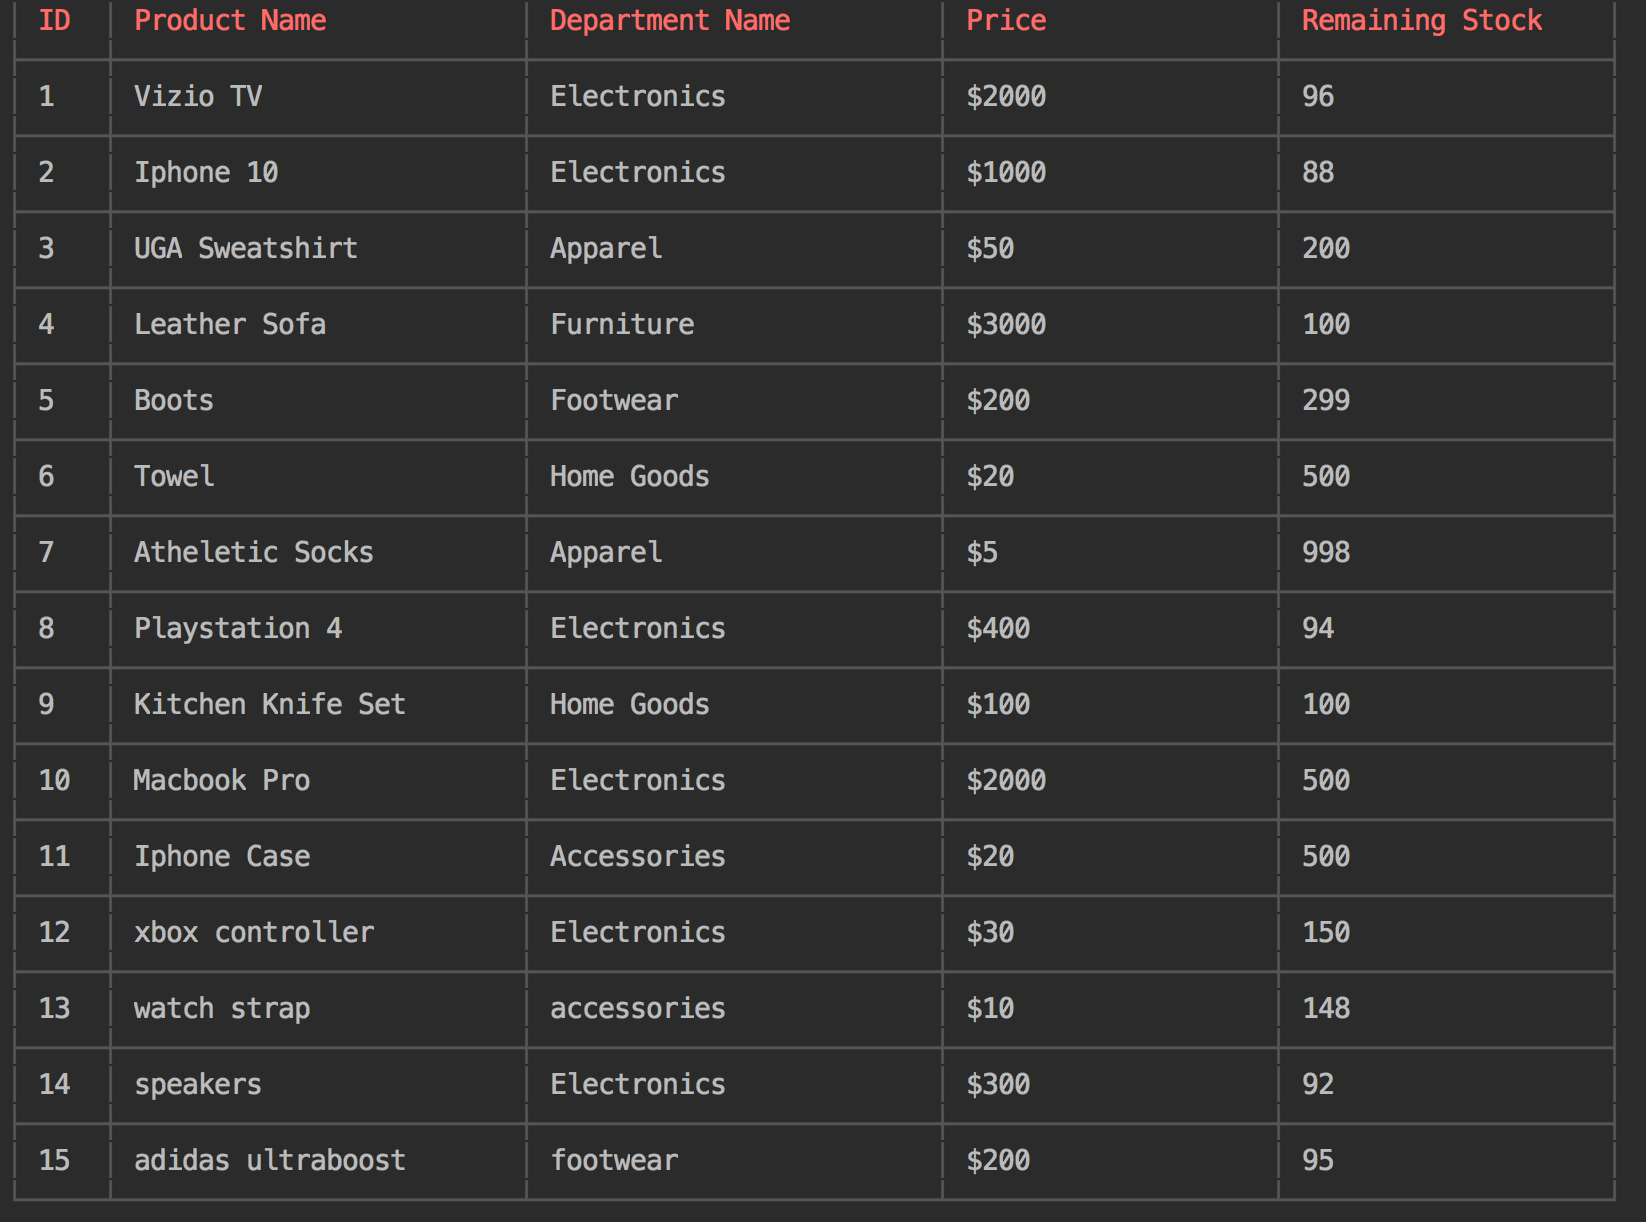 ID Product Name Department Name Price Remaining Stock
1 Vizio TV Electronics $2000 96
2 Iphone 10 Electronics $1000 88
3 UGA Sweatshirt Apparel $50 200
4 Leather Sofa Furniture $3000 100
5 Boots Footwear $200 299
6 Towel Home Goods $20 500
7 Atheletic Socks Apparel $5 998
8 Playstation 4 Electronics $400 94
9 Kitchen Knife Set Home Goods $100 100
10 Macbook Pro Electronics $2000 500
11 Iphone Case Accessories $20 500
12 xbox controller Electronics $30 150
13 watch strap accessories $10 148
14 speakers Electronics $300 92
15 adidas ultraboost footwear $200 95